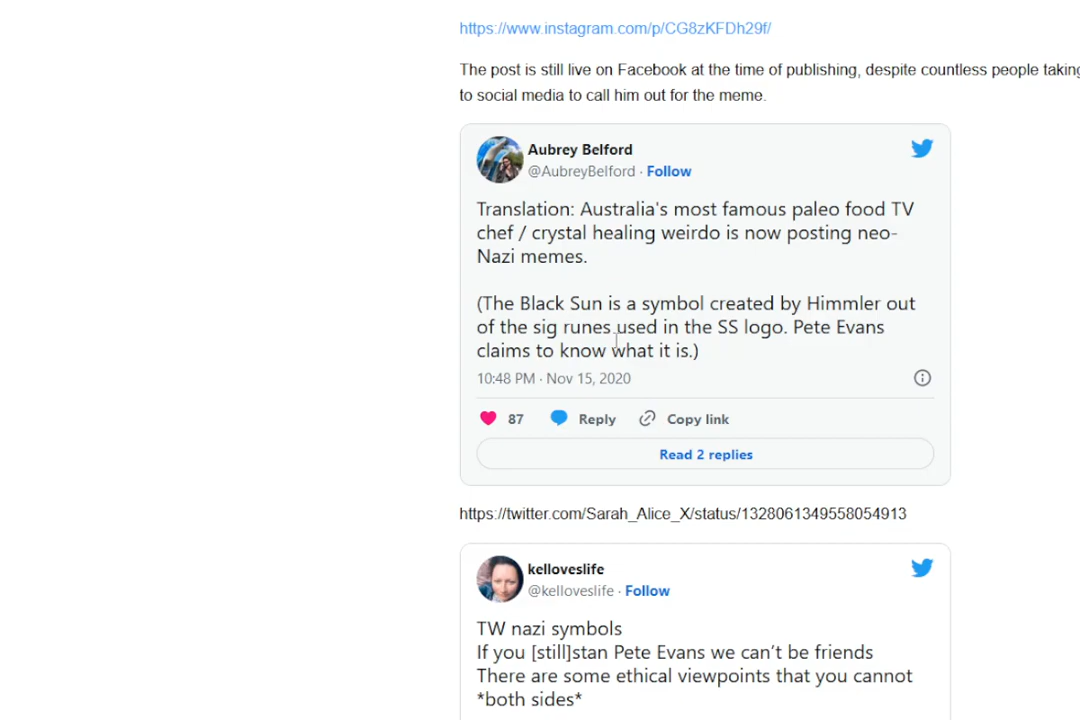 https://www.instagram.com/p/CG8zKFDh29f/
The post is still live on Facebook at the time of publishing, despite countless people taking
to social media to call him out for the meme.
Aubrey Belford
@AubreyBelford · Follow
Translation: Australia's most famous paleo food TV
chef / crystal healing weirdo is now posting neo-
Nazi memes.
(The Black Sun is a symbol created by Himmler out
of the sig runes used in the SS logo. Pete Evans
claims to know what it is.)
10:48 PM · Nov 15, 2020
87 Reply Copy link
Read 2 replies
https://twitter.com/Sarah_Alice_X/status/1328061349558054913
kelloveslife
@kelloveslife · Follow
TW nazi symbols
If you [still]stan Pete Evans we can’t be friends
There are some ethical viewpoints that you cannot
*both sides*